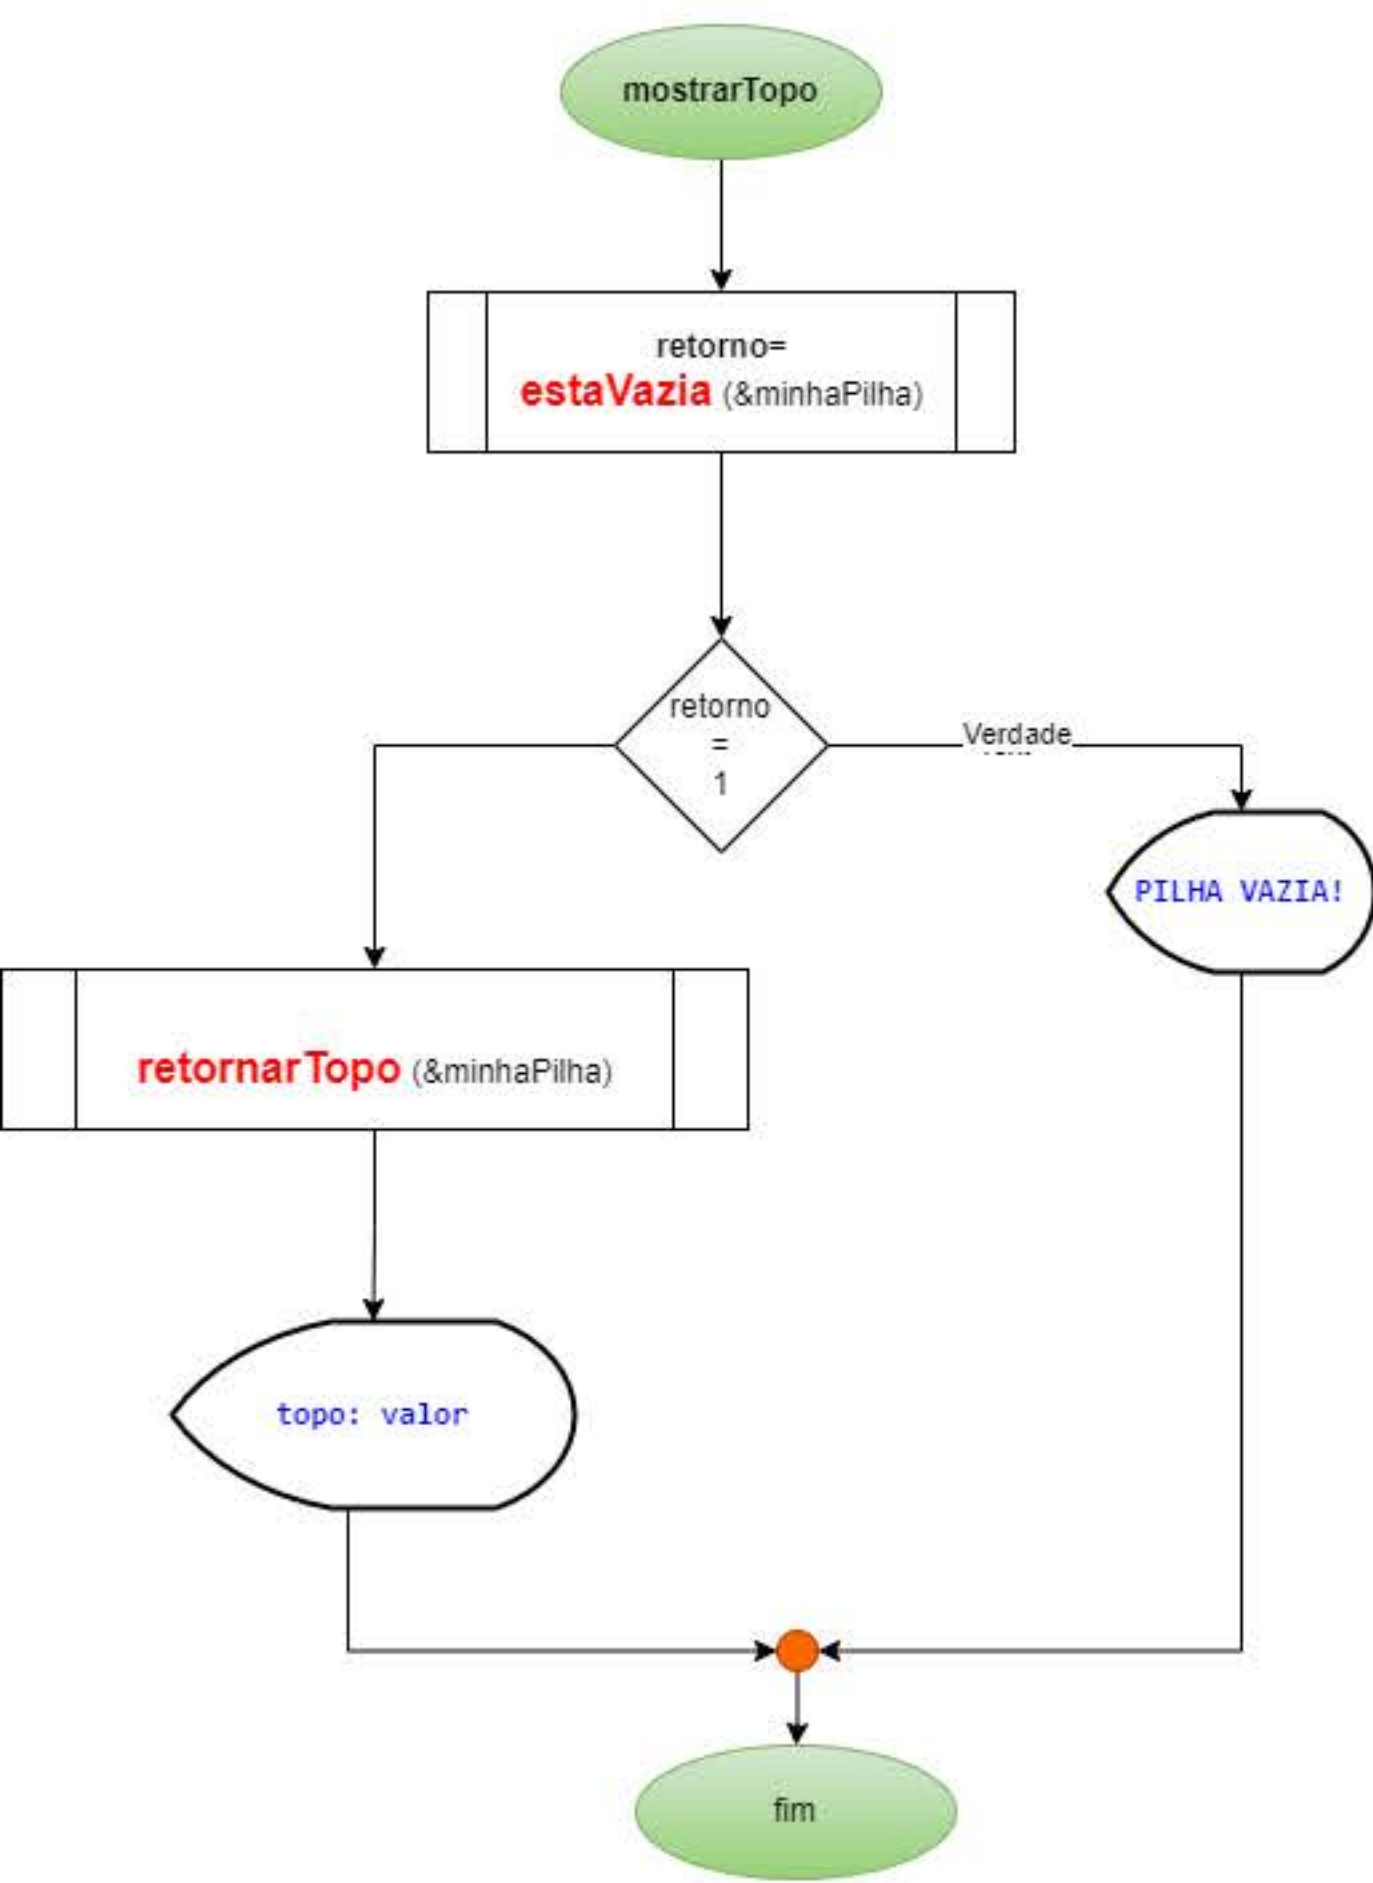 mostrarTopo
retorno=
estaVazia (&minhaPilha)
retorno
=
1
Verdade
PILHA VAZIA!
retornarTopo (&minhaPilha)
topo: valor
fim